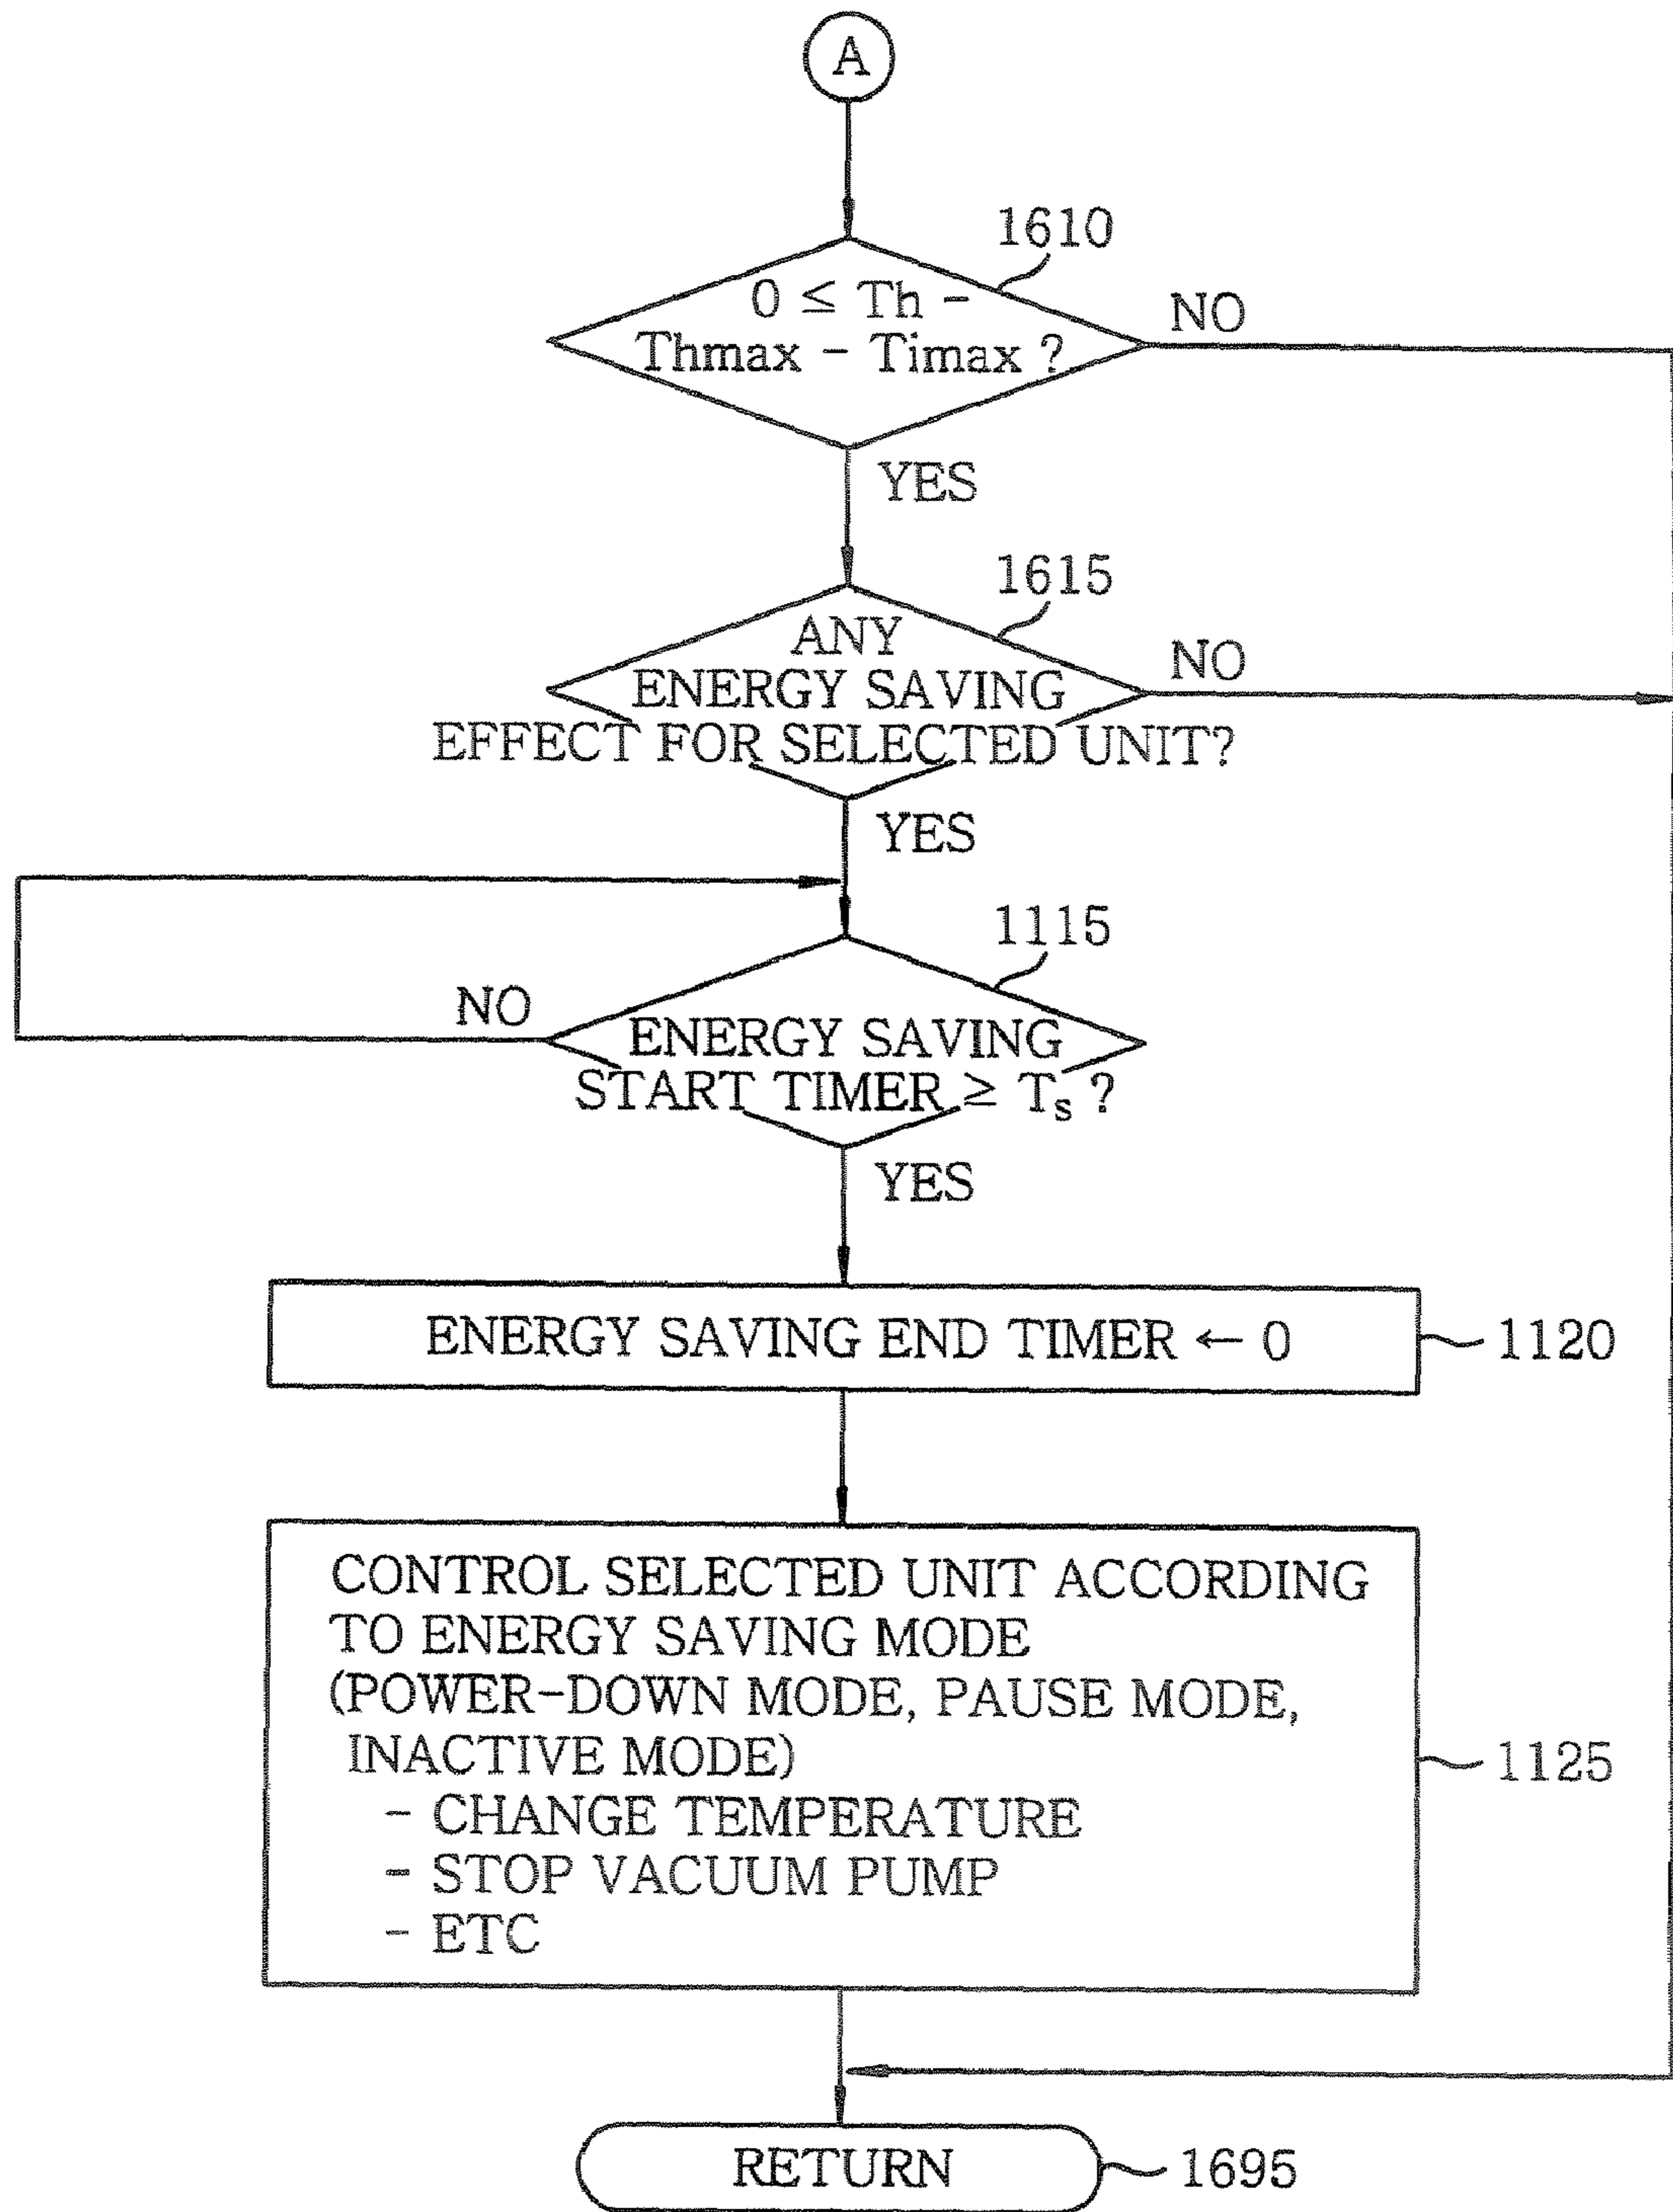 A
1610
0 ≤ Th -
Thmax - Timax ?
NO
YES
1615
ANY
ENERGY SAVING
EFFECT FOR SELECTED UNIT?
NO
YES
1115
NO
ENERGY SAVING
START TIMER ≥ Ts ?
YES
ENERGY SAVING END TIMER ← 0
1120
CONTROL SELECTED UNIT ACCORDING
TO ENERGY SAVING MODE
(POWER-DOWN MODE, PAUSE MODE,
INACTIVE MODE)
- CHANGE TEMPERATURE
- STOP VACUUM PUMP
- ETC
1125
RETURN
1695